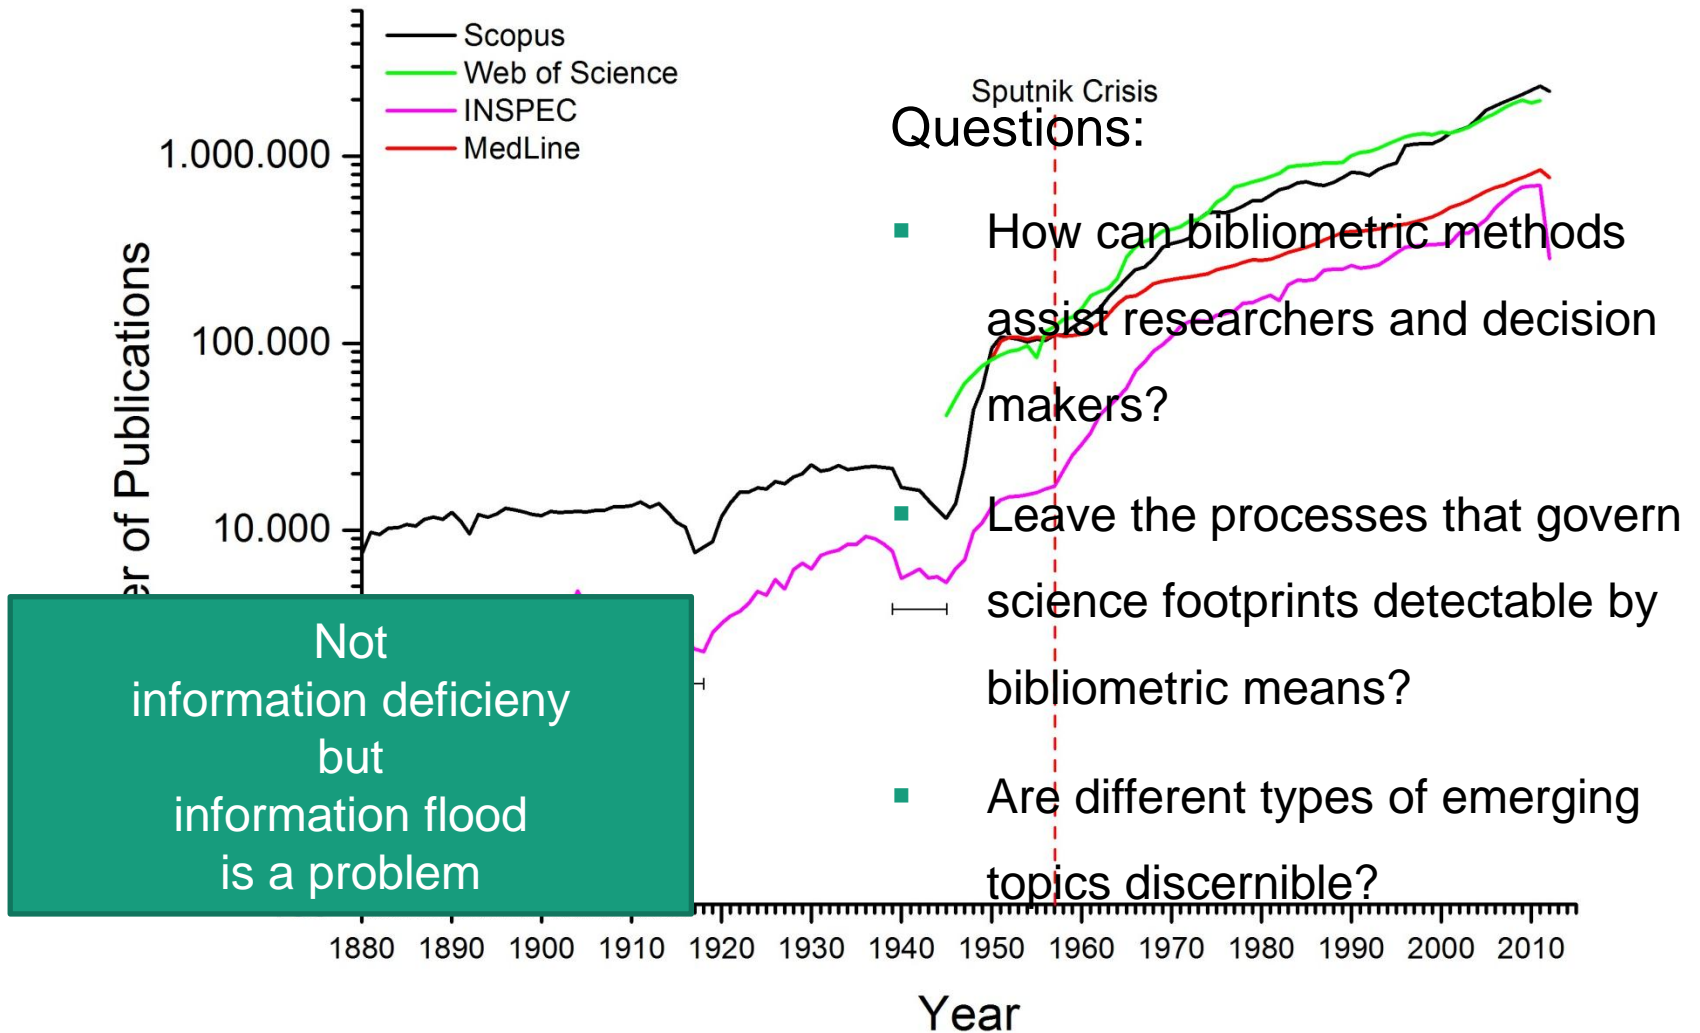 Scopus
Web of Science
INSPEC
MedLine
Sputnik Crisis
Questions:
1.000.000
100.000
10.000
er of Publications
▪ How can bibliometric methods
assist researchers and decision
makers?
▪ Leave the processes that govern
science footprints detectable by
bibliometric means?
▪ Are different types of emerging
topics discernible?
Not
information deficieny
but
information flood
is a problem
1880 1890 1900 1910 1920 1930 1940 1950 1960 1970 1980 1990 2000 2010
Year